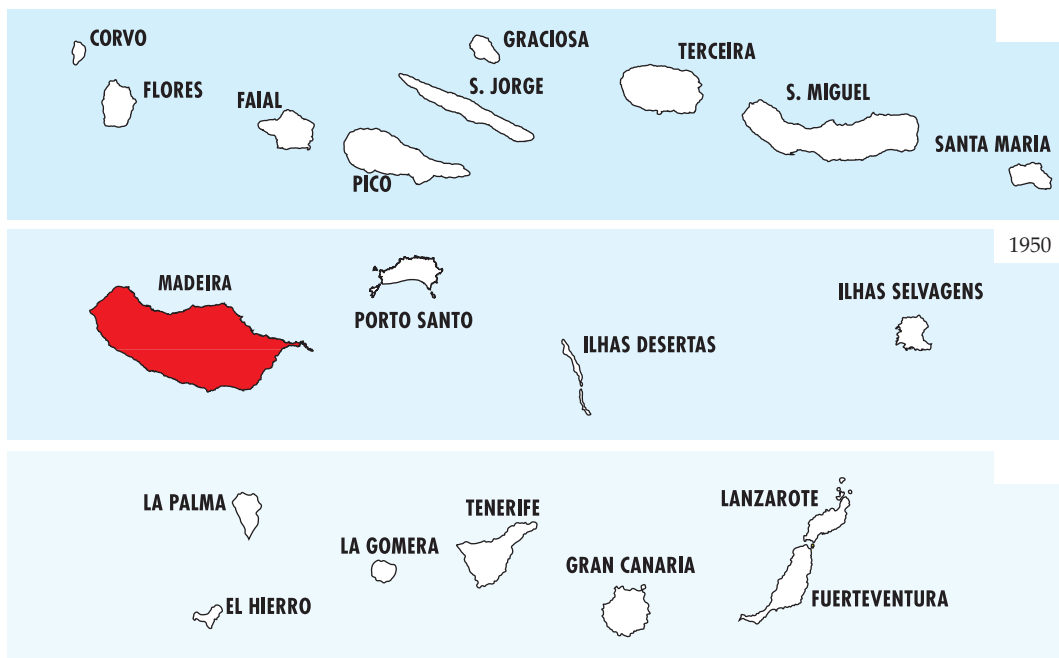 CORVO
GRACIOSA
TERCEIRA
FLORES
FAIAL
S. JORGE
S. MIGUEL
SANTA MARIA
PICO
1950
MADEIRA
PORTO SANTO
ILHAS SELVAGENS
ILHAS DESERTAS
LA PALMA
TENERIFE
LANZAROTE
LA GOMERA
GRAN CANARIA
EL HIERRO
FUERTEVENTURA